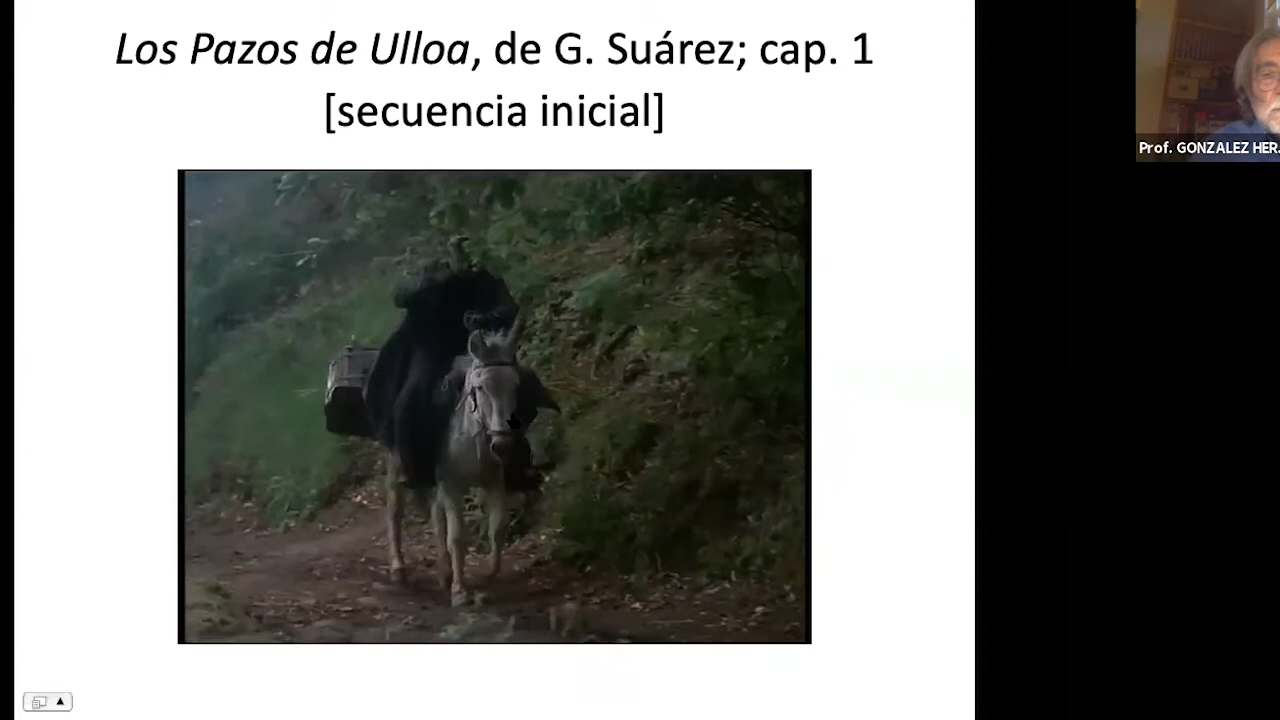 Los Pazos de Ulloa, de G. Suárez; cap. 1
[secuencia inicial]
Prof. GONZALEZ HER.